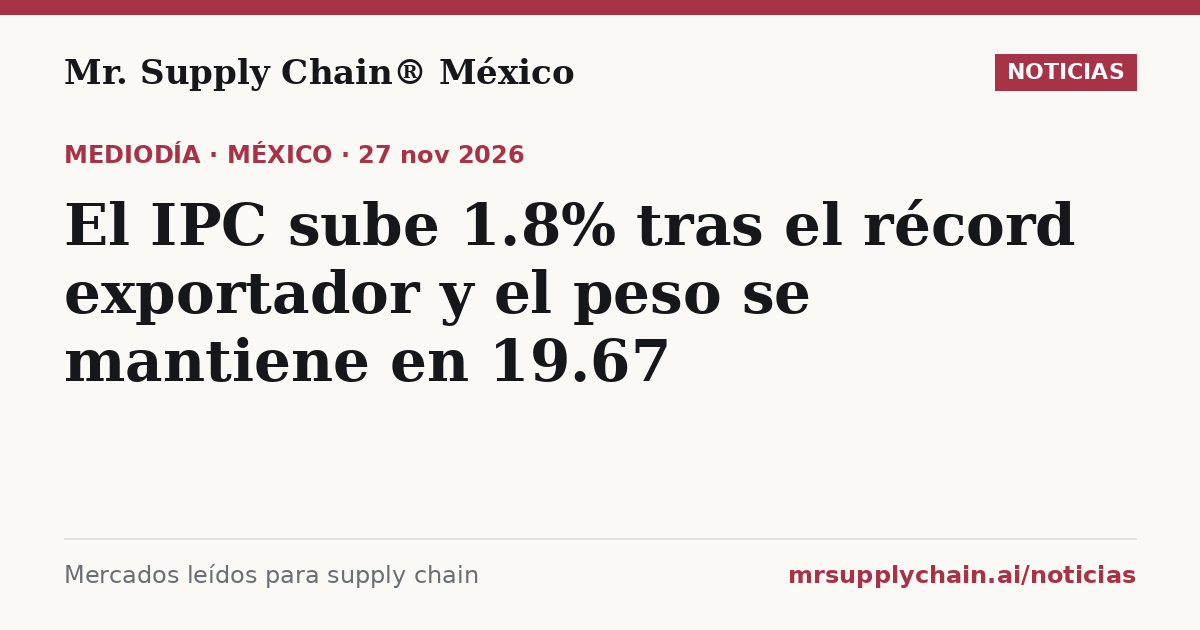 Mr. Supply Chain® México
NOTICIAS
MEDIODÍA · MÉXICO · 27 nov 2026
El IPC sube 1.8% tras el récord
exportador y el peso se
mantiene en 19.67
Mercados leídos para supply chain
mrsupplychain.ai/noticias